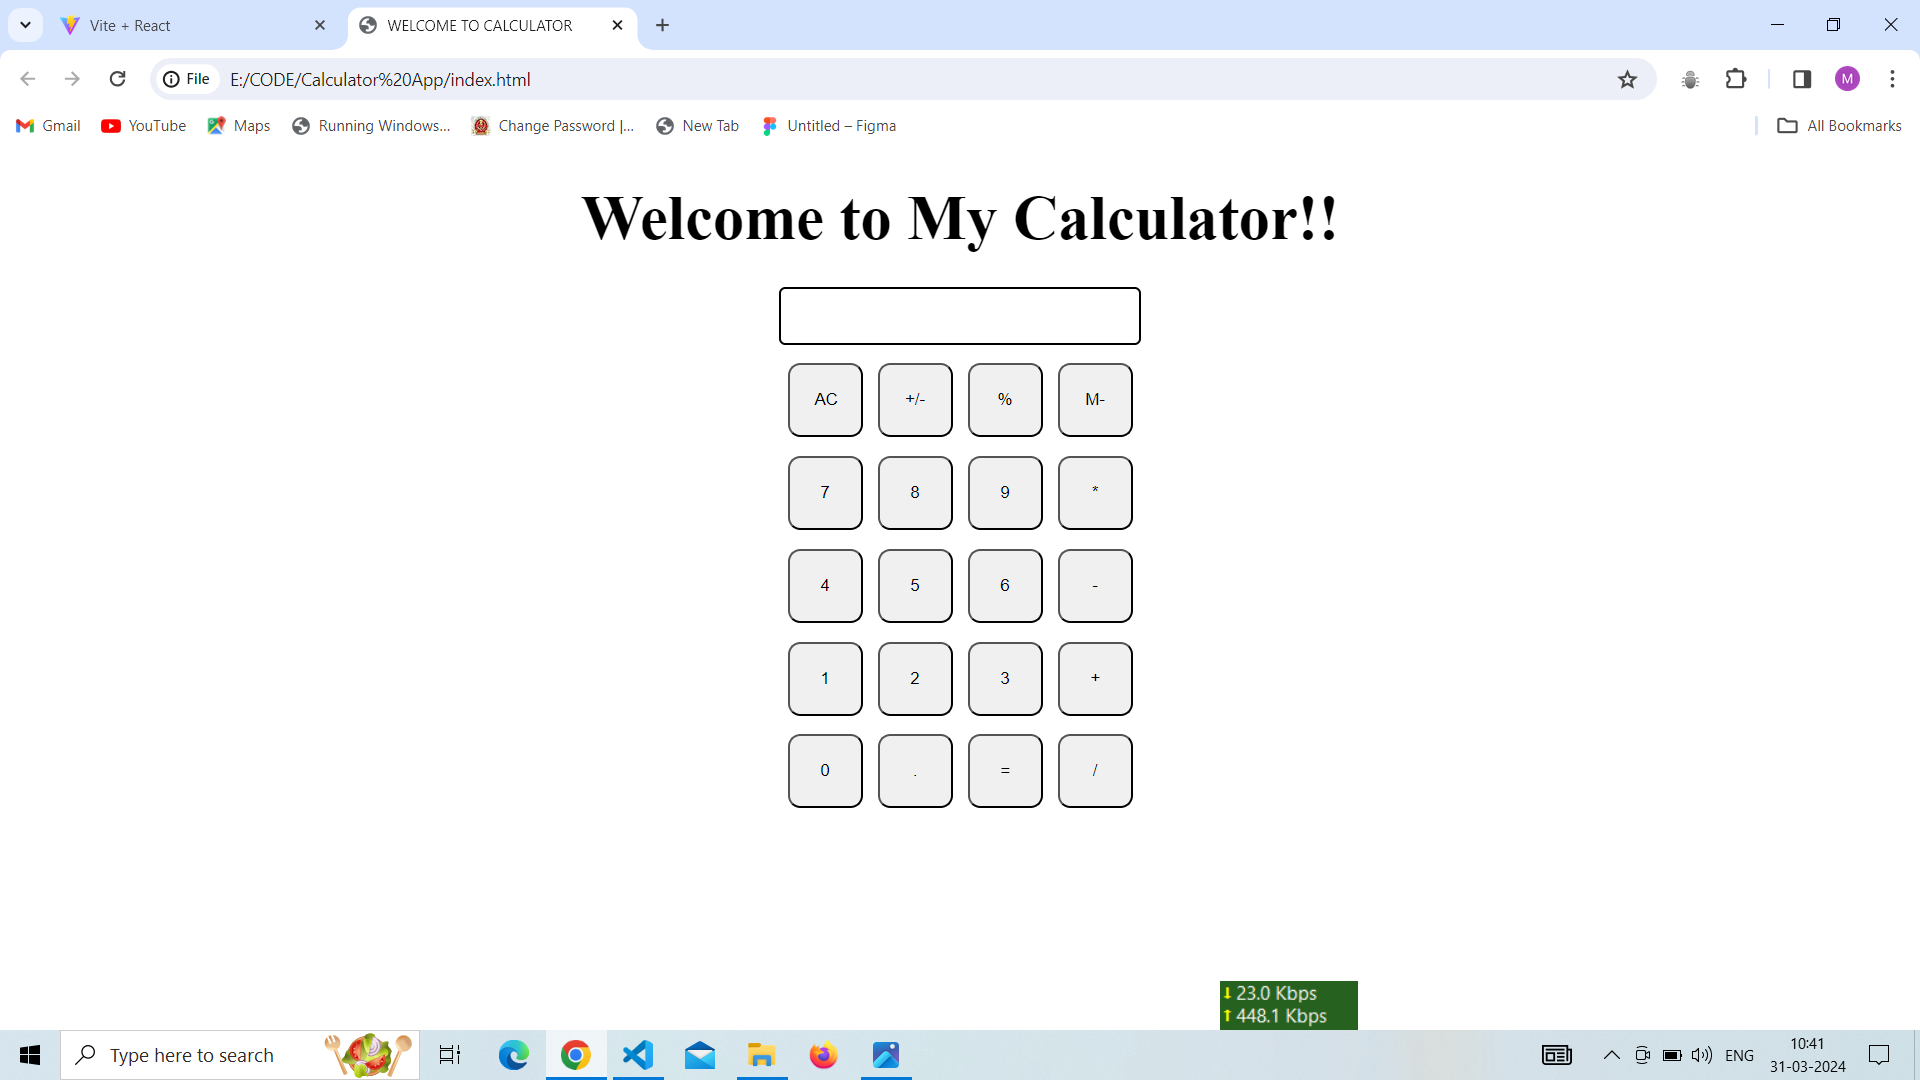 Vite + React
WELCOME TO CALCULATOR
File E:/CODE/Calculator%20App/index.html
M
Gmail YouTube Maps Running Windows... Change Password |... New Tab Untitled – Figma All Bookmarks
Welcome to My Calculator!!
AC +/- % M-
7 8 9 *
4 5 6 -
1 2 3 +
0 . = /
23.0 Kbps
448.1 Kbps
Type here to search
ENG
10:41
31-03-2024